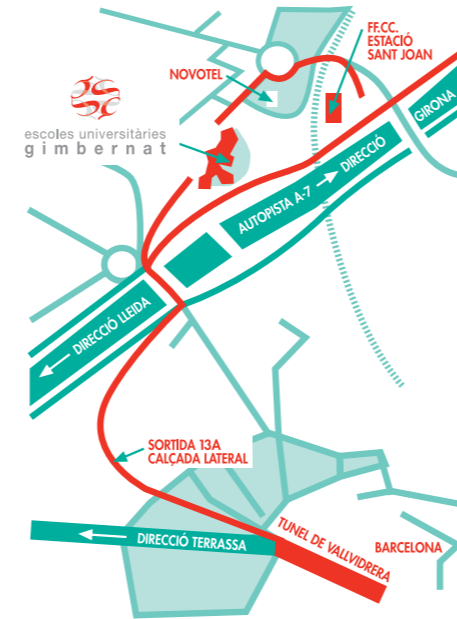 FF.CC.
ESTACIÓ
SANT JOAN
NOVOTEL
GIRONA
escoles universitàries
gimbernat
DIRECCIÓ
AUTOPISTA A-7
DIRECCIÓ LLEIDA
SORTIDA 13A
CALÇADA LATERAL
TUNEL DE VALLVIDRERA
DIRECCIÓ TERRASSA
BARCELONA